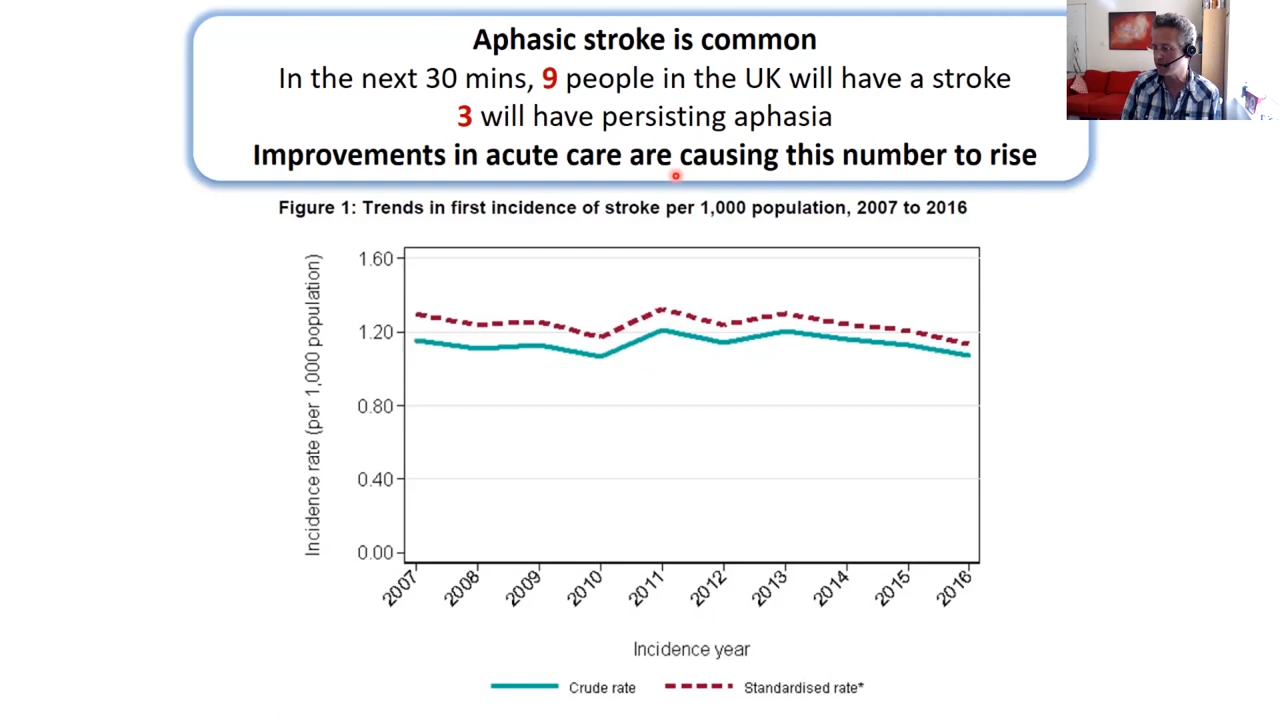 Aphasic stroke is common
In the next 30 mins, 9 people in the UK will have a stroke
3 will have persisting aphasia
Improvements in acute care are causing this number to rise
Figure 1: Trends in first incidence of stroke per 1,000 population, 2007 to 2016
Incidence rate (per 1,000 population)
1.60
1.20
0.80
0.40
0.00
2007
2008
2009
2010
2011
2012
2013
2014
2015
2016
Incidence year
Crude rate
Standardised rate*